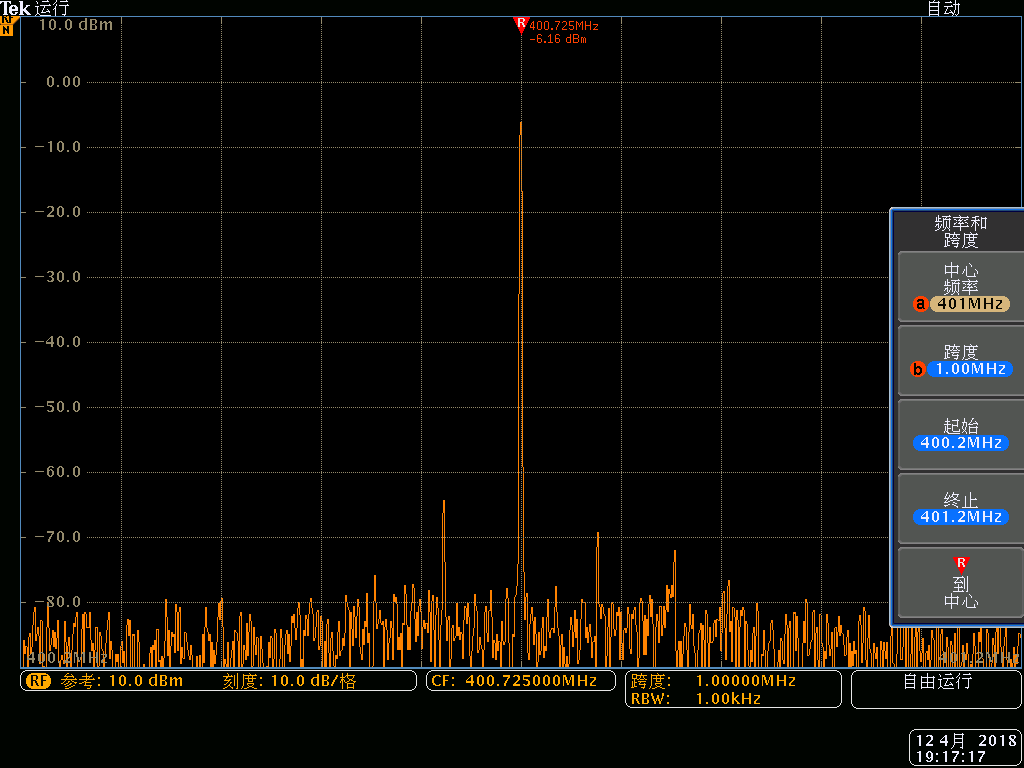 Tek 运行
自动
RF
N
10.0 dBm
R 400.725MHz
-6.16 dBm
0.00
-10.0
-20.0
-30.0
-40.0
-50.0
-60.0
-70.0
-80.0
频率和
跨度
中心
频率
a 401MHz
跨度
b 1.00MHz
起始
400.2MHz
终止
401.2MHz
R
到
中心
RF 参考: 10.0 dBm 刻度: 10.0 dB/格
CF: 400.725000MHz
跨度: 1.00000MHz
RBW: 1.00kHz
自由运行
12 4月 2018
19:17:17